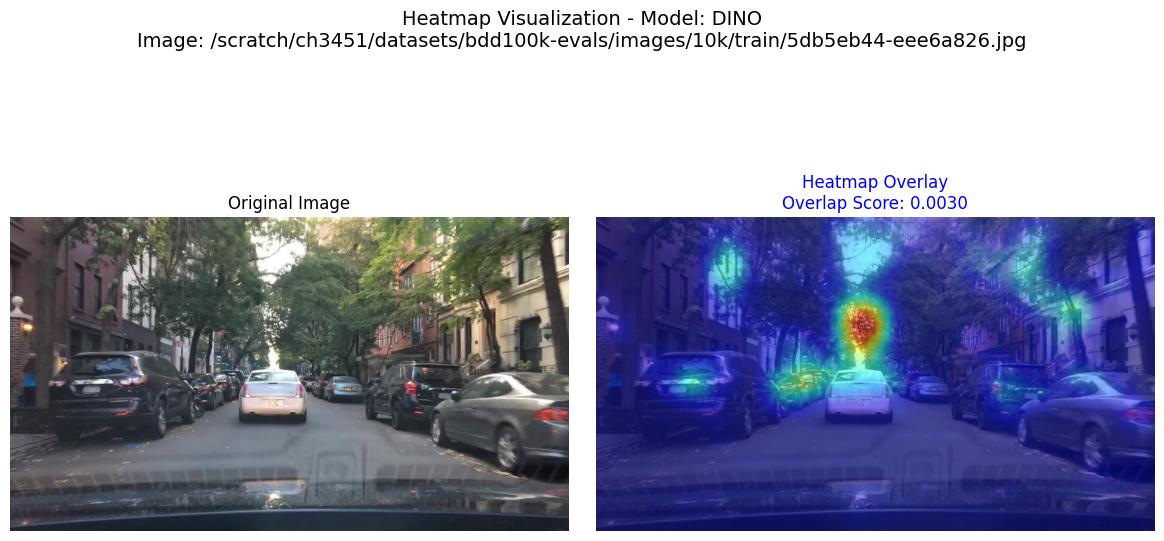 Heatmap Visualization - Model: DINO
Image: /scratch/ch3451/datasets/bdd100k-evals/images/10k/train/5db5eb44-eee6a826.jpg
Original Image
Heatmap Overlay
Overlap Score: 0.0030